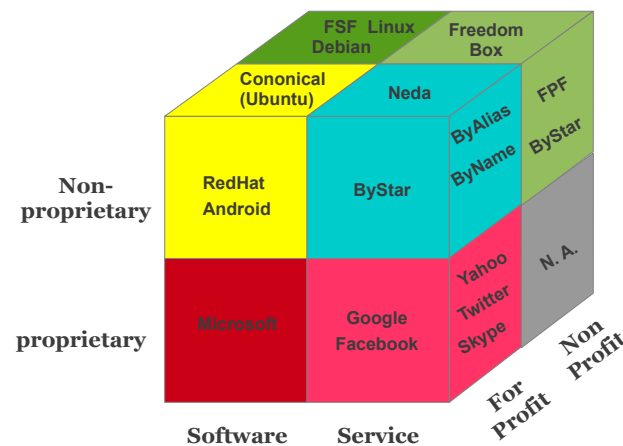 FSF Linux
Debian
Freedom
Box
Cononical
(Ubuntu)
Neda
FPF
ByStar
ByAlias
ByName
Non-
proprietary
RedHat
Android
ByStar
N. A.
Yahoo
Twitter
Skype
proprietary
Microsoft
Google
Facebook
Non
Profit
For
Profit
Software
Service